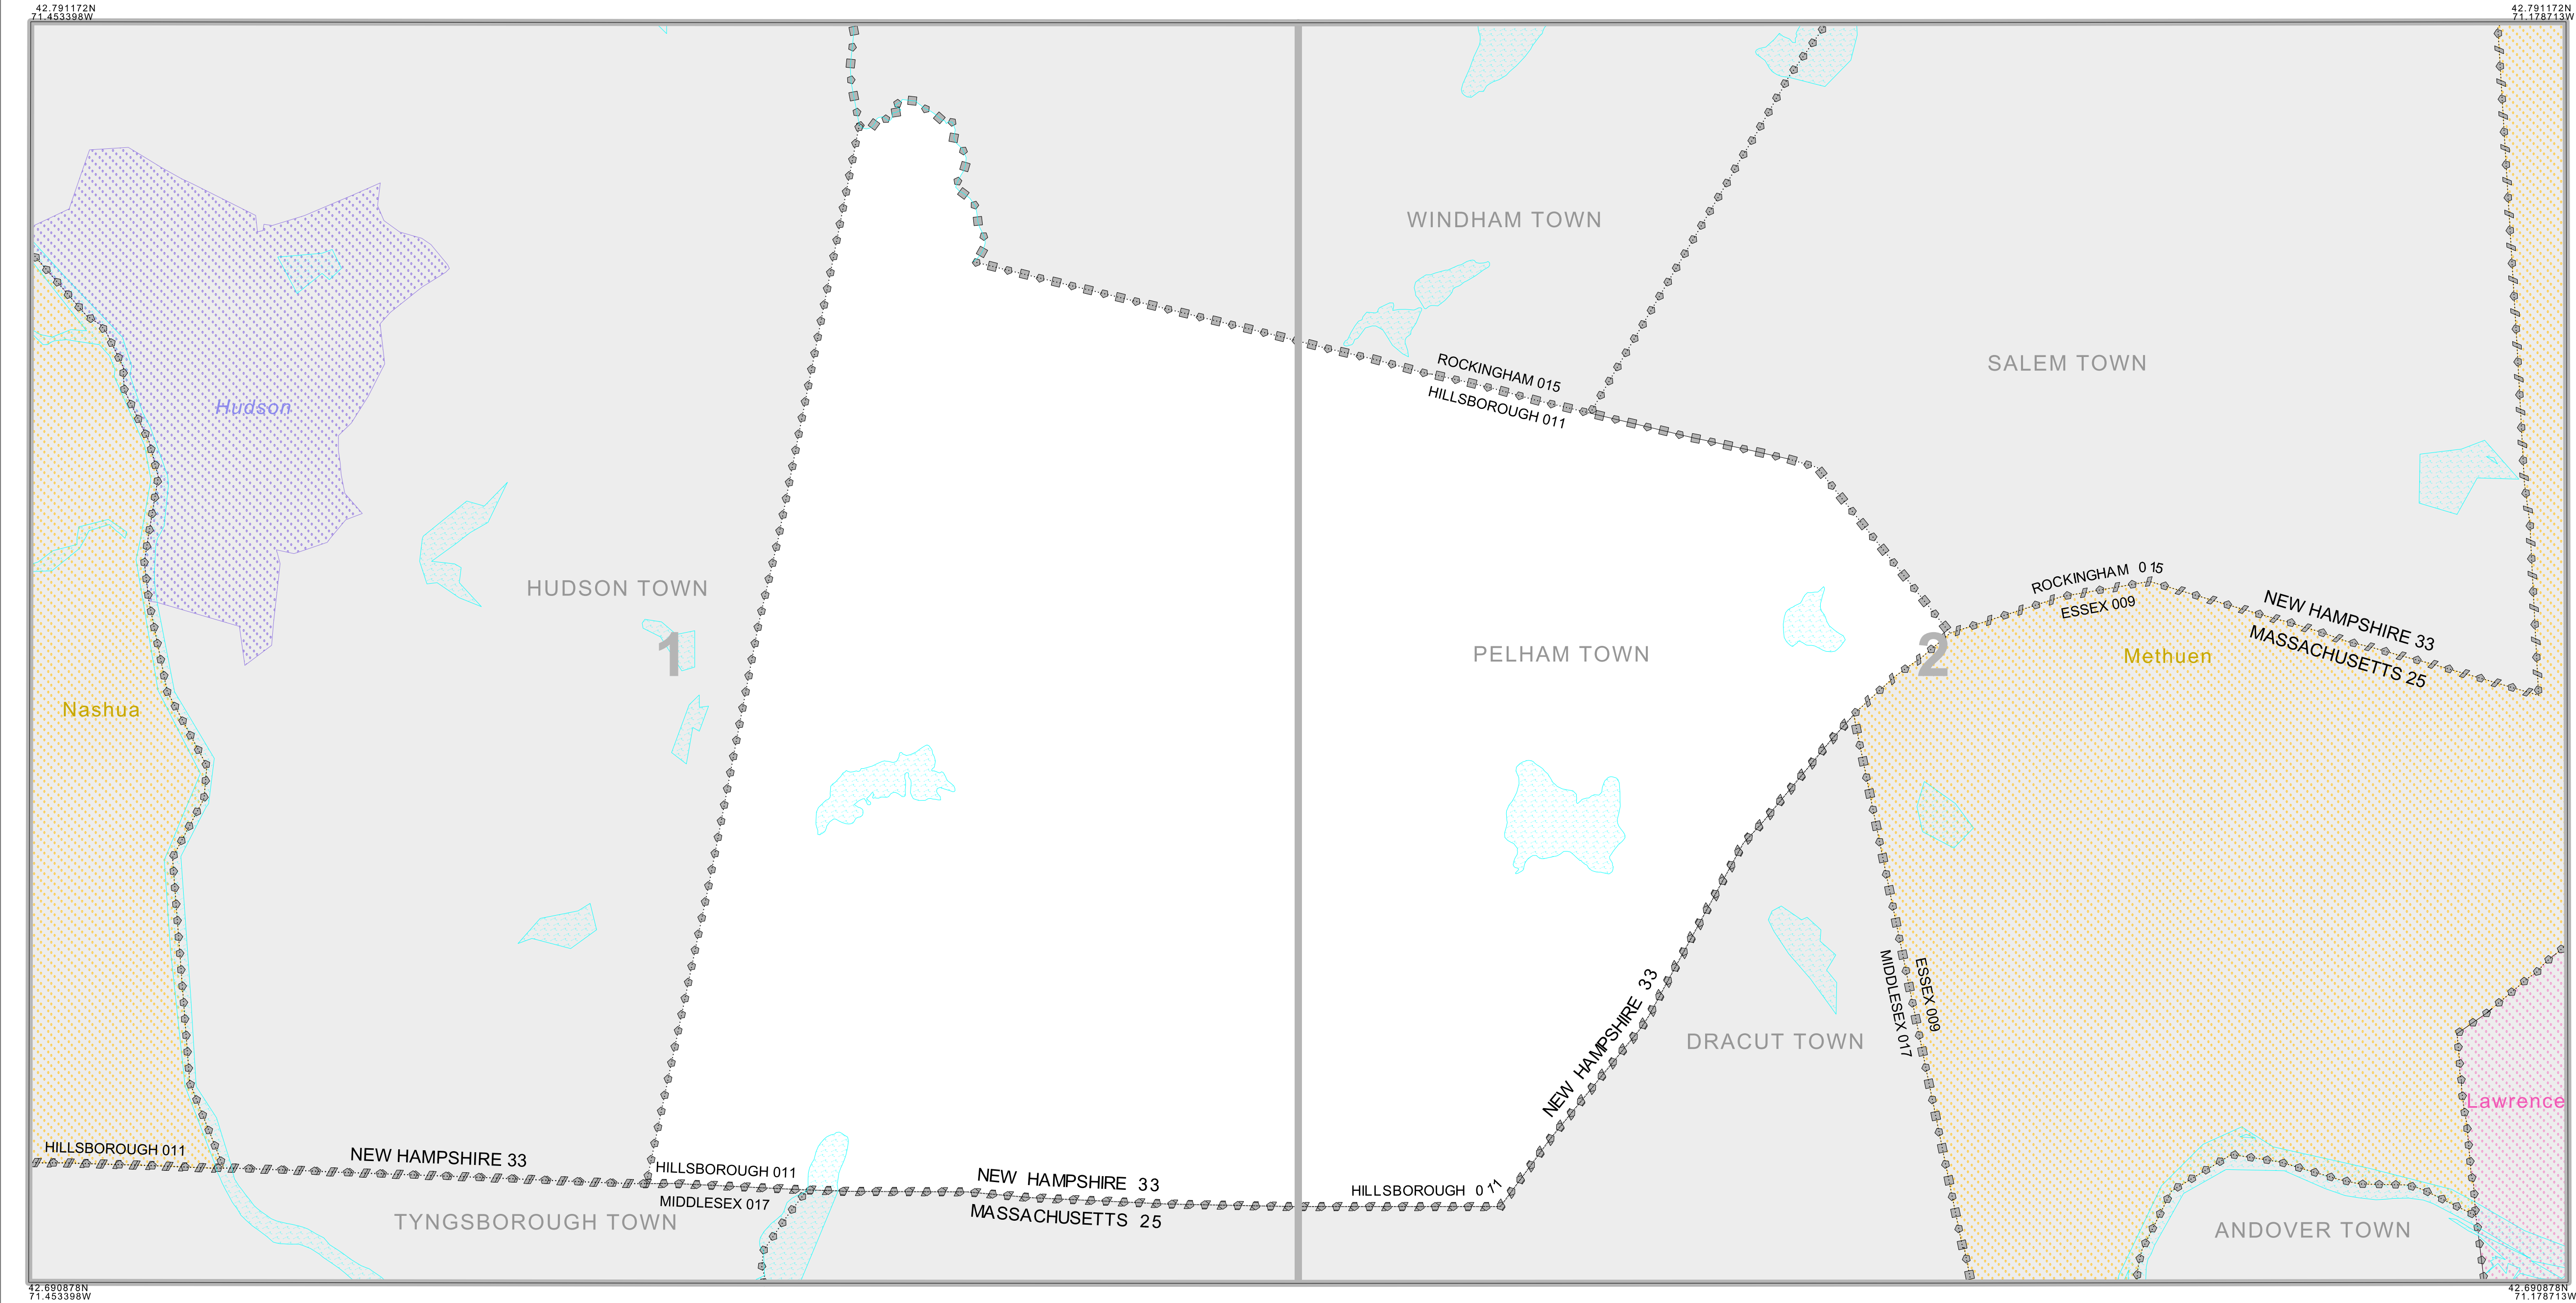 42.791172N
71.453398W
42.791172N
71.178713W
WINDHAM TOWN
SALEM TOWN
ROCKINGHAM 015
HILLSBOROUGH 011
Hudson
HUDSON TOWN
1
PELHAM TOWN
2
ROCKINGHAM 015
ESSEX 009
NEW HAMPSHIRE 33
MASSACHUSETTS 25
Methuen
Nashua
MIDDLESEX 017
ESSEX 009
NEW HAMPSHIRE 33
DRACUT TOWN
Lawrence
HILLSBOROUGH 011
NEW HAMPSHIRE 33
HILLSBOROUGH 011
MIDDLESEX 017
NEW HAMPSHIRE 33
MASSACHUSETTS 25
HILLSBOROUGH 011
TYNGSBOROUGH TOWN
ANDOVER TOWN
42.690878N
71.453398W
42.690878N
71.178713W